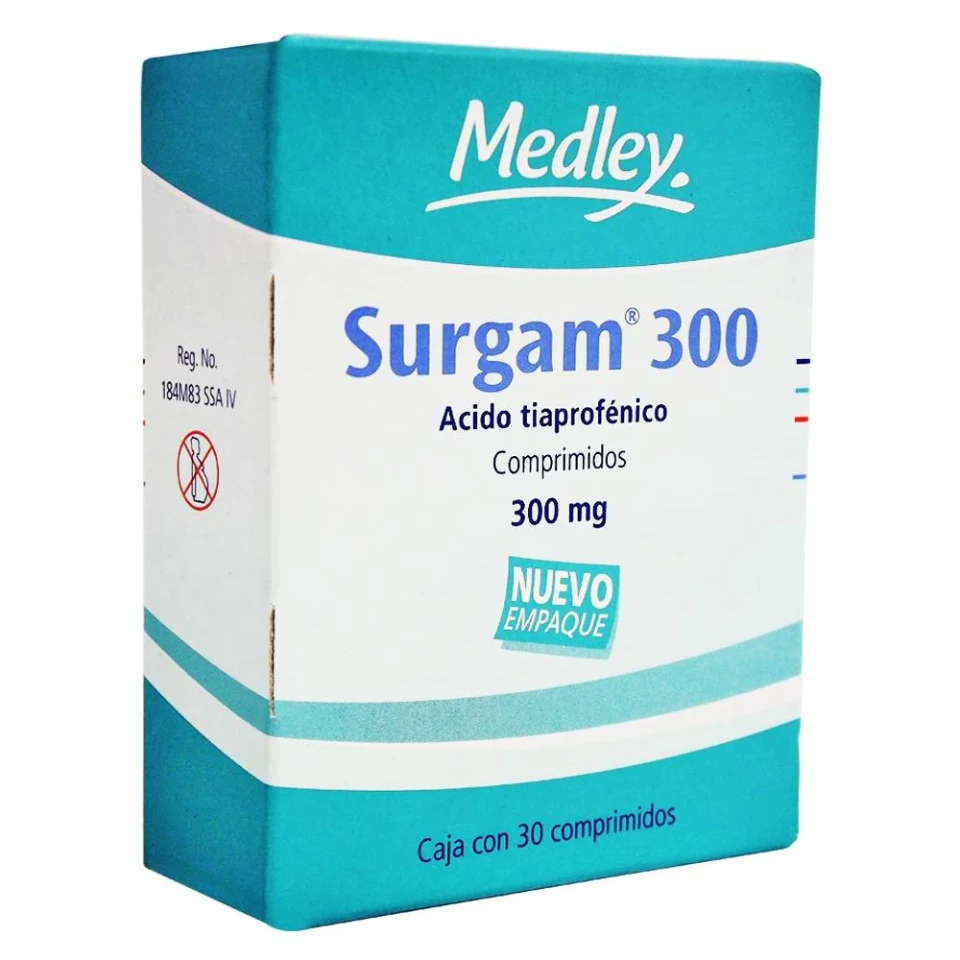 Medley.
Surgam® 300
Acido tiaprofénico
Comprimidos
300 mg
NUEVO
EMPAQUE
Caja con 30 comprimidos
Reg. No.
184M83 SSA IV